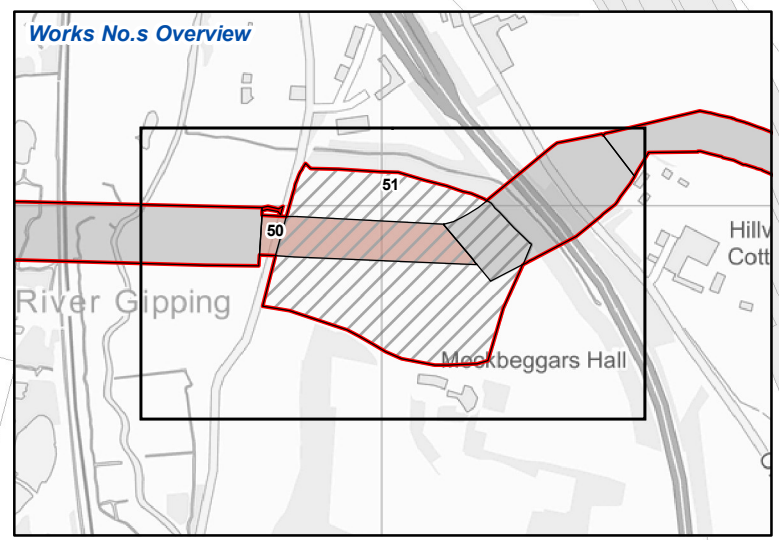 Works No.s Overview
51
50
Hillv
Cott
River Gipping
Mockbeggars Hall